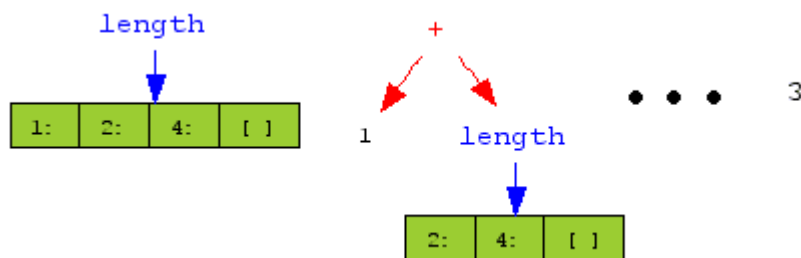 length
+
3
1: 2: 4: [ ]
1
length
2: 4: [ ]